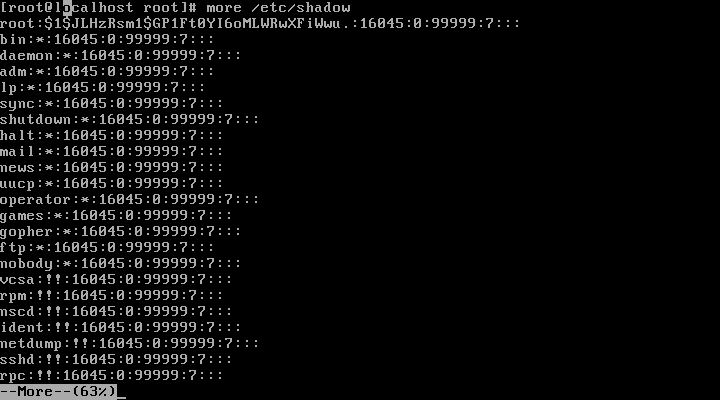 [root@localhost root]# more /etc/shadow
root:$1$JLHzRsm1$GP1Ft0YI6oMLWRwXFiWwu.:16045:0:99999:7:::
bin:*:16045:0:99999:7:::
daemon:*:16045:0:99999:7:::
adm:*:16045:0:99999:7:::
lp:*:16045:0:99999:7:::
sync:*:16045:0:99999:7:::
shutdown:*:16045:0:99999:7:::
halt:*:16045:0:99999:7:::
mail:*:16045:0:99999:7:::
news:*:16045:0:99999:7:::
uucp:*:16045:0:99999:7:::
operator:*:16045:0:99999:7:::
games:*:16045:0:99999:7:::
gopher:*:16045:0:99999:7:::
ftp:*:16045:0:99999:7:::
nobody:*:16045:0:99999:7:::
vcsa:!!:16045:0:99999:7:::
rpm:!!:16045:0:99999:7:::
nscd:!!:16045:0:99999:7:::
ident:!!:16045:0:99999:7:::
netdump:!!:16045:0:99999:7:::
sshd:!!:16045:0:99999:7:::
rpc:!!:16045:0:99999:7:::
--More--(63%)